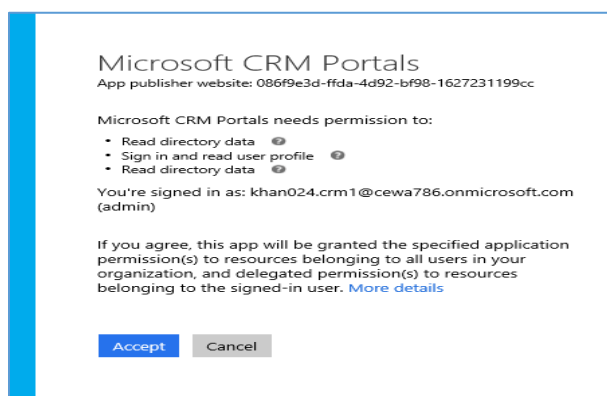 Microsoft CRM Portals
App publisher website: 086f9e3d-ffda-4d92-bf98-1627231199cc
Microsoft CRM Portals needs permission to:
• Read directory data ?
• Sign in and read user profile ?
• Read directory data ?
You're signed in as: khan024.crm1@cewa786.onmicrosoft.com
(admin)
If you agree, this app will be granted the specified application
permission(s) to resources belonging to all users in your
organization, and delegated permission(s) to resources
belonging to the signed-in user. More details
Accept Cancel